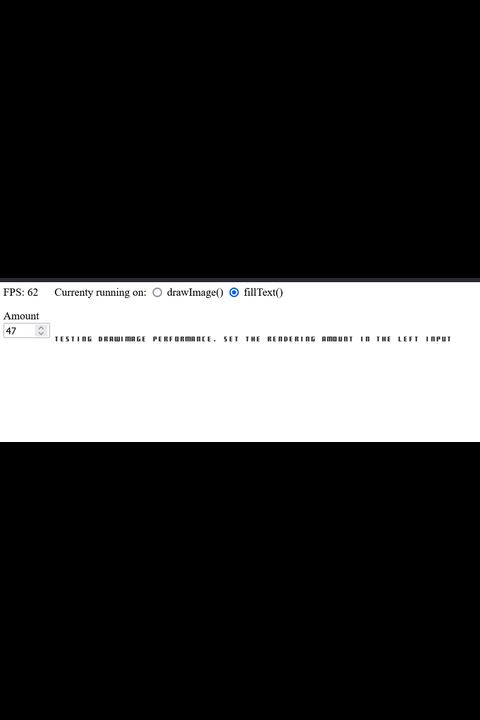 FPS: 62 Currenty running on: drawImage() fillText()
Amount
47
TESTING DRAWIMAGE PERFORMANCE. SET THE RENDERING AMOUNT IN THE LEFT INPUT